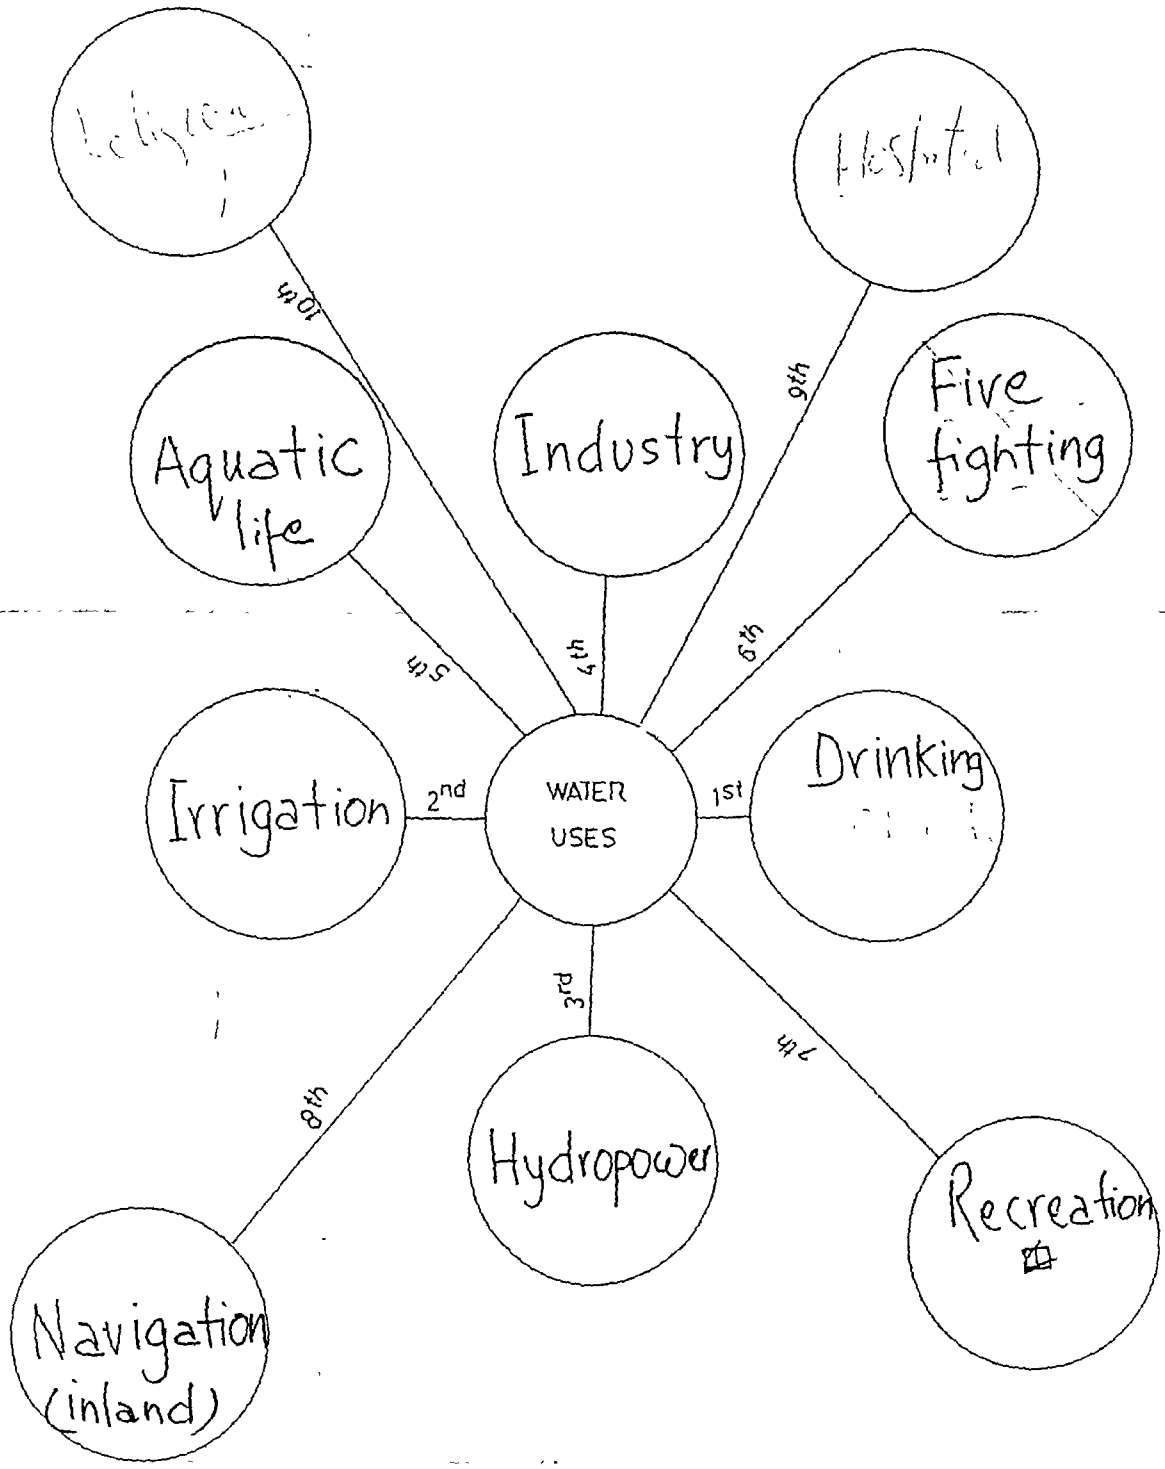 10th
9th
Aquatic
life
Industry
Five
fighting
5th
4th
6th
Irrigation
2nd
WATER
USES
1st
Drinking
3rd
8th
7th
Hydropower
Recreation
Navigation
(inland)